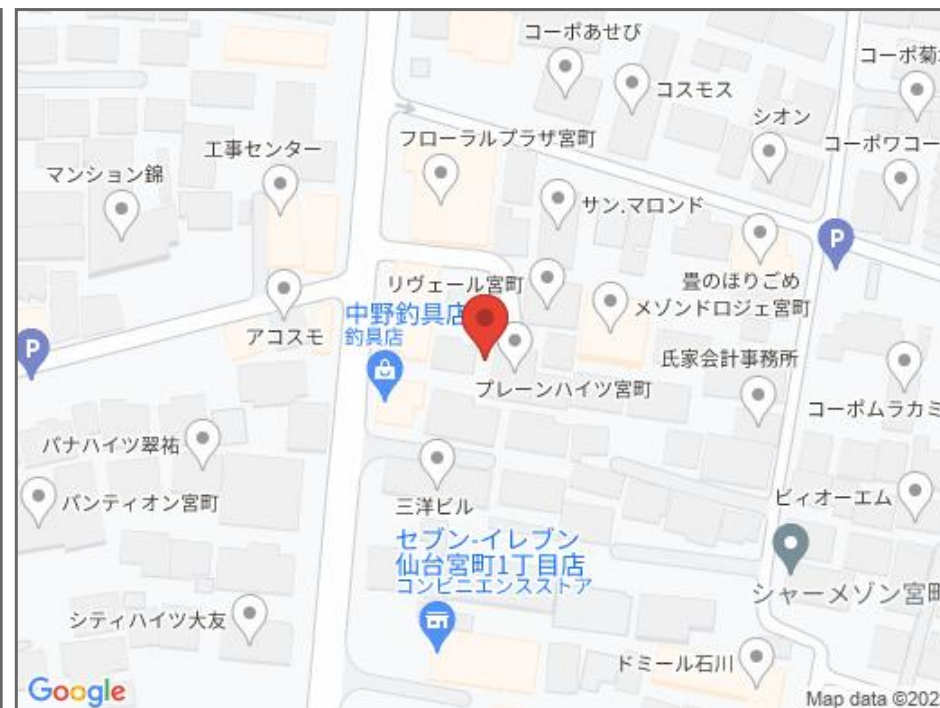 コーポあせび
コーポ菊
コスモス
シオン
フローラルプラザ宮町
コーポワコー
工事センター
マンション錦
サン.マロンド
P
畳のほりごめ
リヴェール宮町
メゾンドロジェ宮町
中野釣具店
釣具店
アコスモ
P
氏家会計事務所
プレーンハイツ宮町
コーポムラカミ
バナハイツ翠祐
バンティオン宮町
三洋ビル
ビィオーエム
セブン-イレブン
仙台宮町1丁目店
コンビニエンスストア
シャーメゾン宮町
シティハイツ大友
ドミール石川
Google
Map data ©202